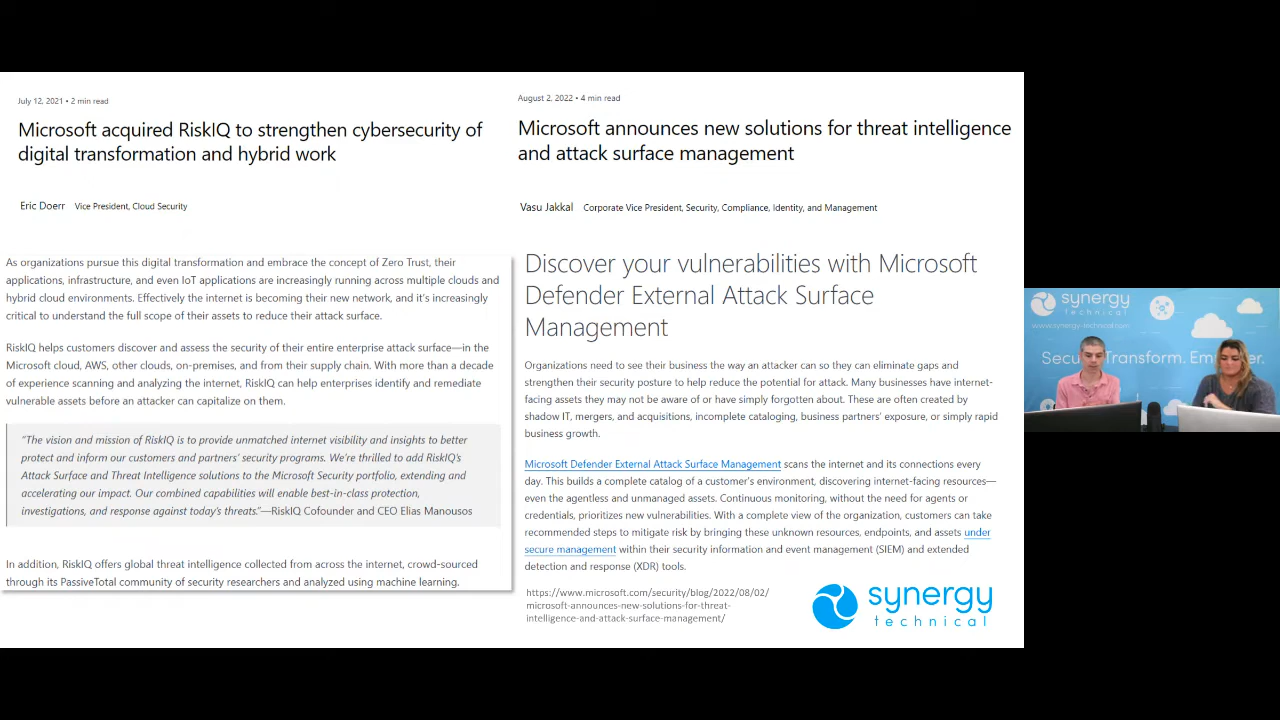 July 12, 2021 • 2 min read
Microsoft acquired RiskIQ to strengthen cybersecurity of
digital transformation and hybrid work
Eric Doerr Vice President, Cloud Security
As organizations pursue this digital transformation and embrace the concept of Zero Trust, their
applications, infrastructure, and even IoT applications are increasingly running across multiple clouds and
hybrid cloud environments. Effectively the internet is becoming their new network, and it's increasingly
critical to understand the full scope of their assets to reduce their attack surface.
RiskIQ helps customers discover and assess the security of their entire enterprise attack surface—in the
Microsoft cloud, AWS, other clouds, on-premises, and from their supply chain. With more than a decade
of experience scanning and analyzing the internet, RiskIQ can help enterprises identify and remediate
vulnerable assets before an attacker can capitalize on them.
"The vision and mission of RiskIQ is to provide unmatched internet visibility and insights to better
protect and inform our customers and partners' security programs. We're thrilled to add RiskIQ's
Attack Surface and Threat Intelligence solutions to the Microsoft Security portfolio, extending and
accelerating our impact. Our combined capabilities will enable best-in-class protection,
investigations, and response against today's threats."—RiskIQ Cofounder and CEO Elias Manousos
In addition, RiskIQ offers global threat intelligence collected from across the internet, crowd-sourced
through its PassiveTotal community of security researchers and analyzed using machine learning.
August 2, 2022 • 4 min read
Microsoft announces new solutions for threat intelligence
and attack surface management
Vasu Jakkal Corporate Vice President, Security, Compliance, Identity, and Management
Discover your vulnerabilities with Microsoft
Defender External Attack Surface
Management
Organizations need to see their business the way an attacker can so they can eliminate gaps and
strengthen their security posture to help reduce the potential for attack. Many businesses have internet-
facing assets they may not be aware of or have simply forgotten about. These are often created by
shadow IT, mergers, and acquisitions, incomplete cataloging, business partners' exposure, or simply rapid
business growth.
Microsoft Defender External Attack Surface Management scans the internet and its connections every
day. This builds a complete catalog of a customer's environment, discovering internet-facing resources—
even the agentless and unmanaged assets. Continuous monitoring, without the need for agents or
credentials, prioritizes new vulnerabilities. With a complete view of the organization, customers can take
recommended steps to mitigate risk by bringing these unknown resources, endpoints, and assets under
secure management within their security information and event management (SIEM) and extended
detection and response (XDR) tools.
https://www.microsoft.com/security/blog/2022/08/02/
microsoft-announces-new-solutions-for-threat-
intelligence-and-attack-surface-management/
synergy
technical
synergy
technical
www.synergy-technical.com